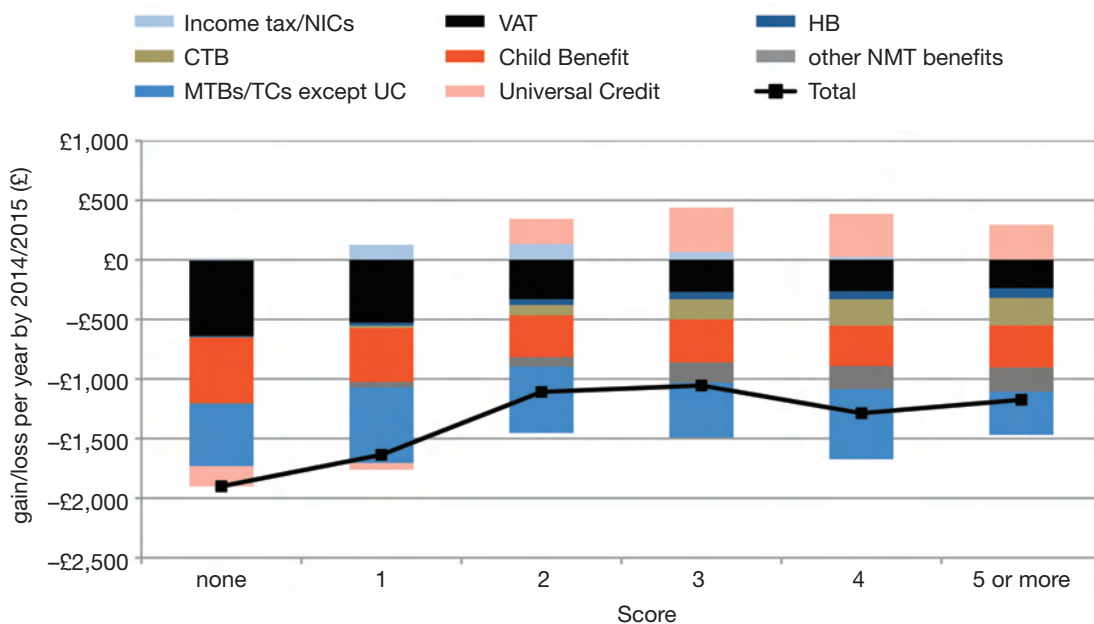 Income tax/NICs VAT HB
CTB Child Benefit other NMT benefits
MTBs/TCs except UC Universal Credit Total
gain/loss per year by 2014/2015 (£)
£1,000
£500
£0
–£500
–£1,000
–£1,500
–£2,000
–£2,500
none 1 2 3 4 5 or more
Score